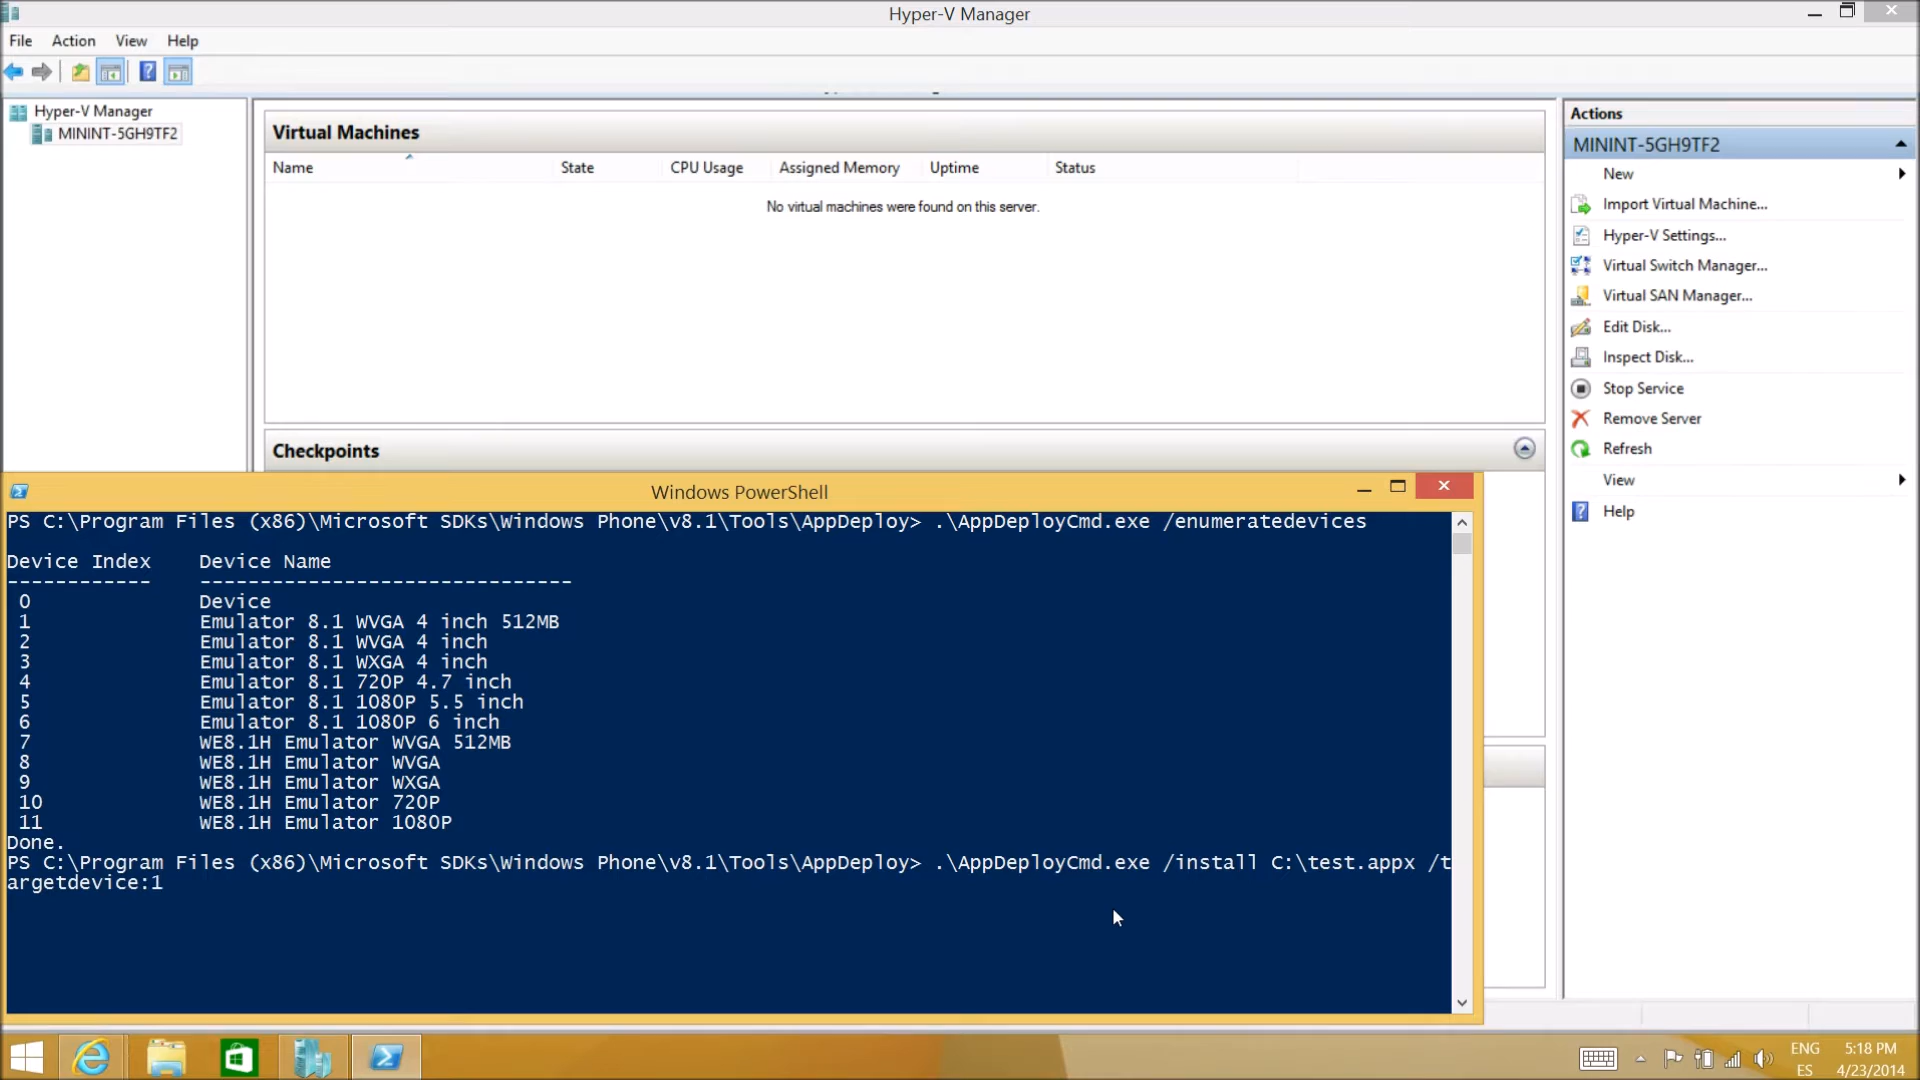 Hyper-V Manager
File Action View Help
Hyper-V Manager
MININT-5GH9TF2
Virtual Machines
Name State CPU Usage Assigned Memory Uptime Status
No virtual machines were found on this server.
Checkpoints
Actions
MININT-5GH9TF2
New
Import Virtual Machine...
Hyper-V Settings...
Virtual Switch Manager...
Virtual SAN Manager...
Edit Disk...
Inspect Disk...
Stop Service
Remove Server
Refresh
View
Help
Windows PowerShell
PS C:\Program Files (x86)\Microsoft SDKs\Windows Phone\v8.1\Tools\AppDeploy> .\AppDeployCmd.exe /enumeratedevices
Device Index Device Name
------------ -------------------------------
0 Device
1 Emulator 8.1 WVGA 4 inch 512MB
2 Emulator 8.1 WVGA 4 inch
3 Emulator 8.1 WXGA 4 inch
4 Emulator 8.1 720P 4.7 inch
5 Emulator 8.1 1080P 5.5 inch
6 Emulator 8.1 1080P 6 inch
7 WE8.1H Emulator WVGA 512MB
8 WE8.1H Emulator WVGA
9 WE8.1H Emulator WXGA
10 WE8.1H Emulator 720P
11 WE8.1H Emulator 1080P
Done.
PS C:\Program Files (x86)\Microsoft SDKs\Windows Phone\v8.1\Tools\AppDeploy> .\AppDeployCmd.exe /install C:\test.appx /t
argetdevice:1
ENG 5:18 PM
ES 4/23/2014